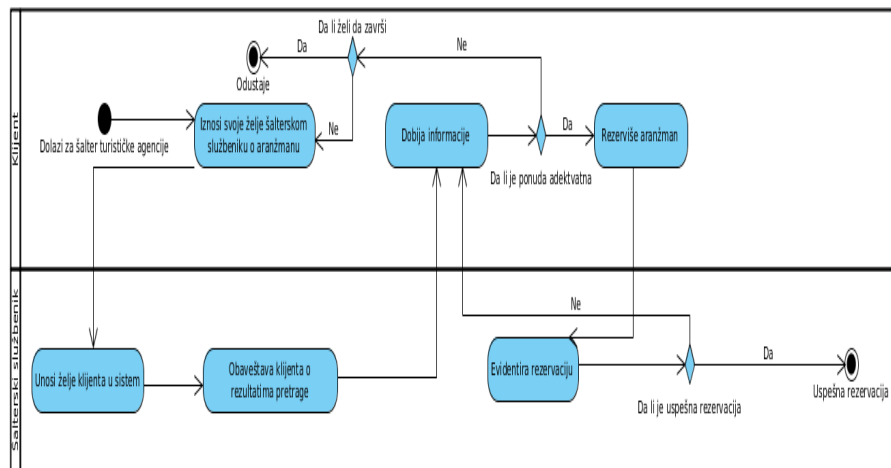 Klijent
Da li želi da završi
Da
Ne
Odustaje
Dolazi za šalter turističke agencije
Iznosi svoje želje šalterskom
službeniku o aranžmanu
Ne
Dobija informacije
Da
Rezerviše aranžman
Da li je ponuda adektvatna
Šalterski službenik
Ne
Unosi želje klijenta u sistem
Obaveštava klijenta o
rezultatima pretrage
Evidentira rezervaciju
Da
Da li je uspešna rezervacija
Uspešna rezervacija